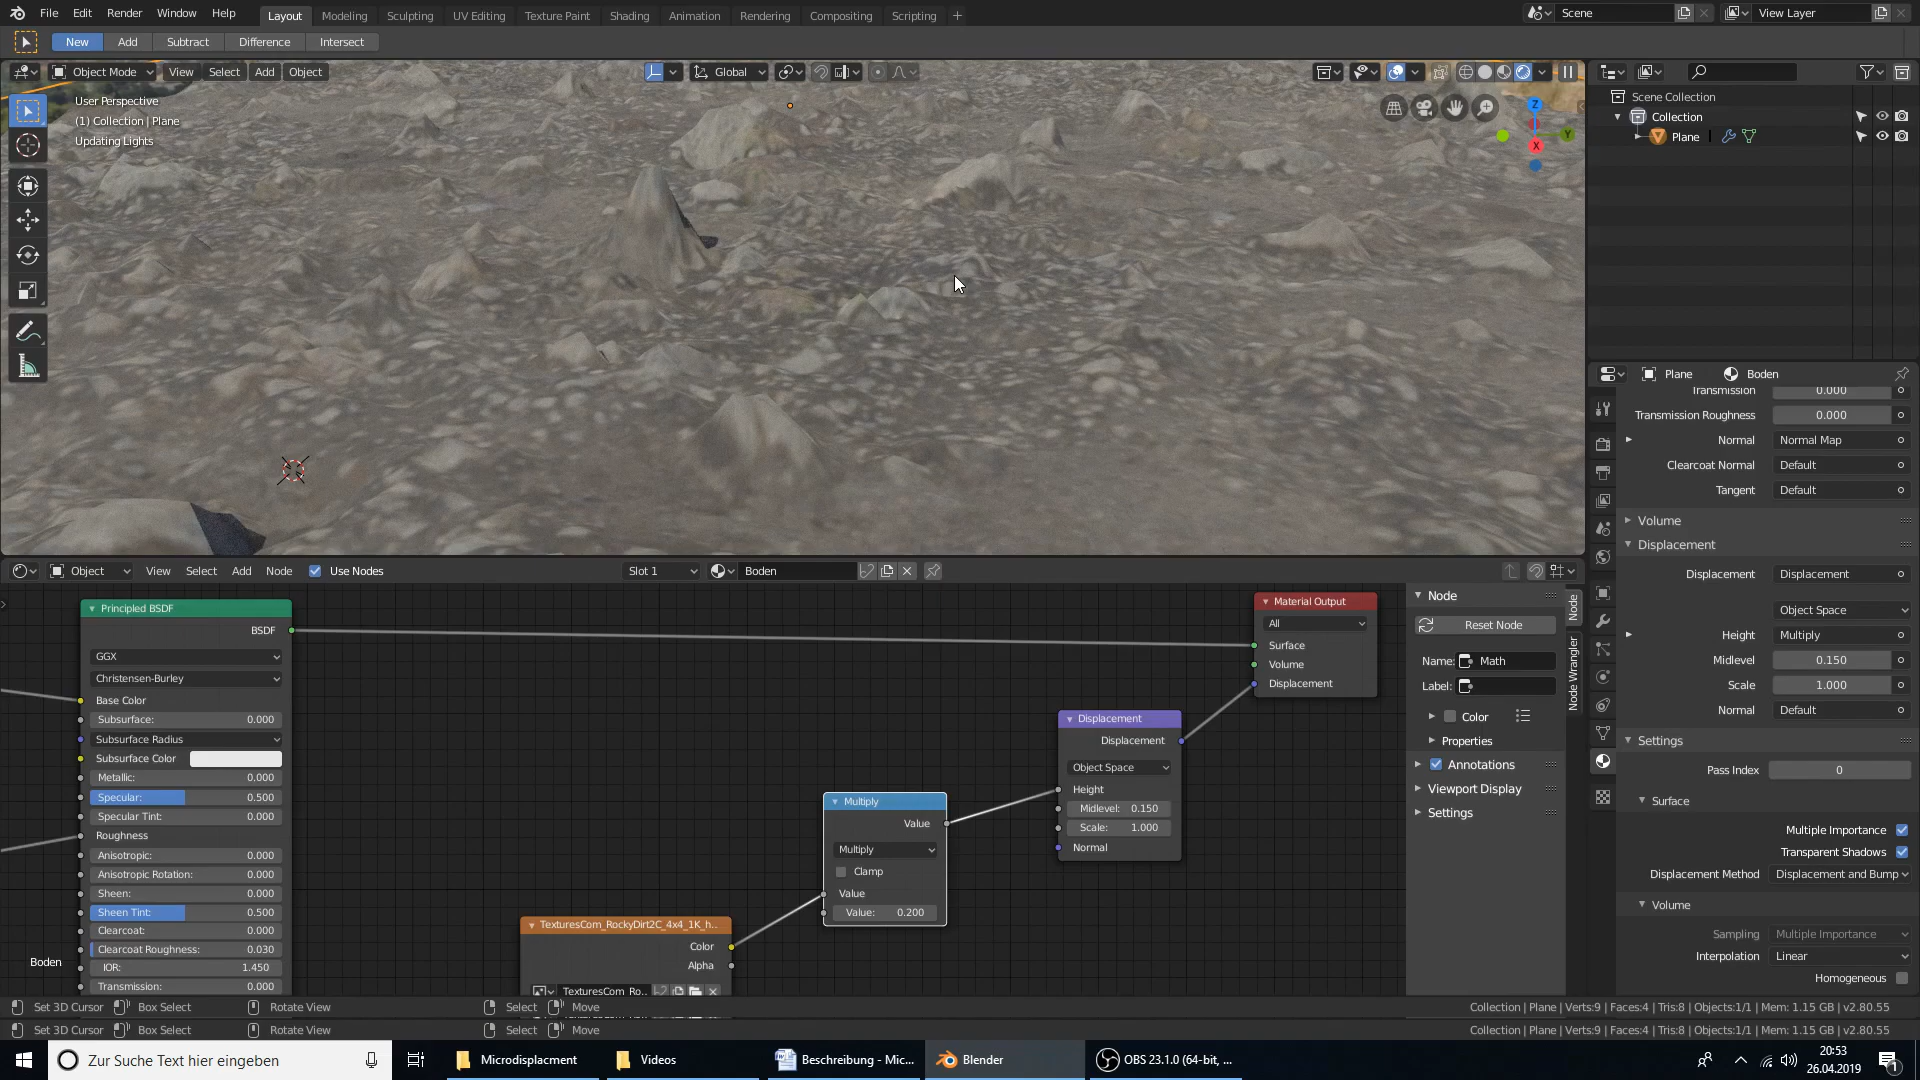 File Edit Render Window Help Layout Modeling Sculpting UV Editing Texture Paint Shading Animation Rendering Compositing Scripting + Scene View Layer
New Add Subtract Difference Intersect
Object Mode View Select Add Object Global
User Perspective
(1) Collection | Plane
Updating Lights
Z
Y
X
Scene Collection
Collection
Plane
Plane Boden
Transmission 0.000
Transmission Roughness 0.000
Normal Normal Map
Clearcoat Normal Default
Tangent Default
Volume
Displacement
Displacement Displacement
Object Space
Height Multiply
Midlevel 0.150
Scale 1.000
Normal Default
Settings
Pass Index 0
Surface
Multiple Importance
Transparent Shadows
Displacement Method Displacement and Bump
Volume
Sampling Multiple Importance
Interpolation Linear
Homogeneous
Object View Select Add Node Use Nodes Slot 1 Boden
Principled BSDF
BSDF
GGX
Christensen-Burley
Base Color
Subsurface: 0.000
Subsurface Radius
Subsurface Color
Metallic: 0.000
Specular: 0.500
Specular Tint: 0.000
Roughness
Anisotropic: 0.000
Anisotropic Rotation: 0.000
Sheen: 0.000
Sheen Tint: 0.500
Clearcoat: 0.000
Clearcoat Roughness: 0.030
IOR: 1.450
Transmission: 0.000
Boden
TexturesCom_RockyDirt2C_4x4_1K_h..
Color
Alpha
TexturesCom_Ro..
Multiply
Value
Multiply
Clamp
Value
Value: 0.200
Displacement
Displacement
Object Space
Height
Midlevel: 0.150
Scale: 1.000
Normal
Material Output
All
Surface
Volume
Displacement
Node
Reset Node
Name: Math
Label:
Color
Properties
Annotations
Viewport Display
Settings
Node
Node Wrangler
Set 3D Cursor Box Select Rotate View Select Move Collection | Plane | Verts:9 | Faces:4 | Tris:8 | Objects:1/1 | Mem: 1.15 GB | v2.80.55
Set 3D Cursor Box Select Rotate View Select Move Collection | Plane | Verts:9 | Faces:4 | Tris:8 | Objects:1/1 | Mem: 1.15 GB | v2.80.55
Zur Suche Text hier eingeben Microdisplacment Videos Beschreibung - Mic... Blender OBS 23.1.0 (64-bit, ... 20:53
26.04.2019
1